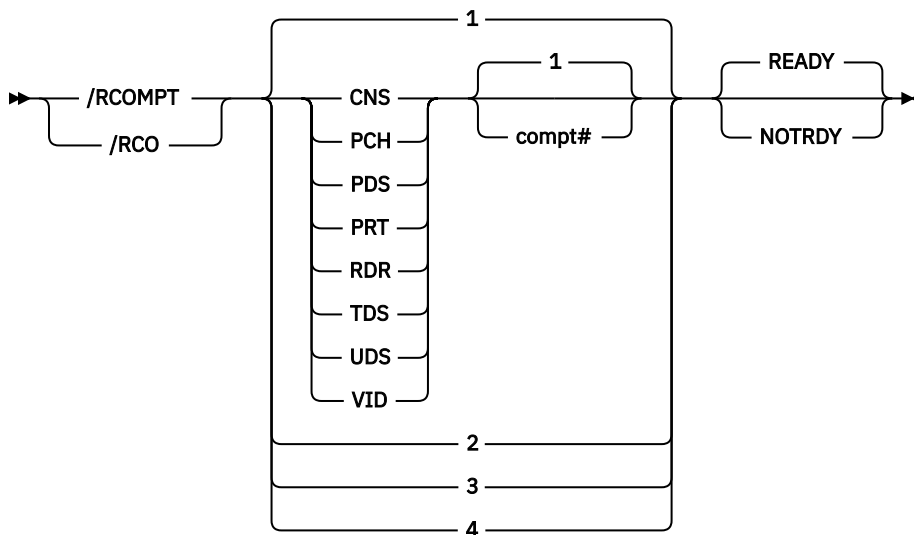 1
1 READY
/RCOMPT CNS
/RCO PCH compt# NOTRDY
PDS
PRT
RDR
TDS
UDS
VID
2
3
4